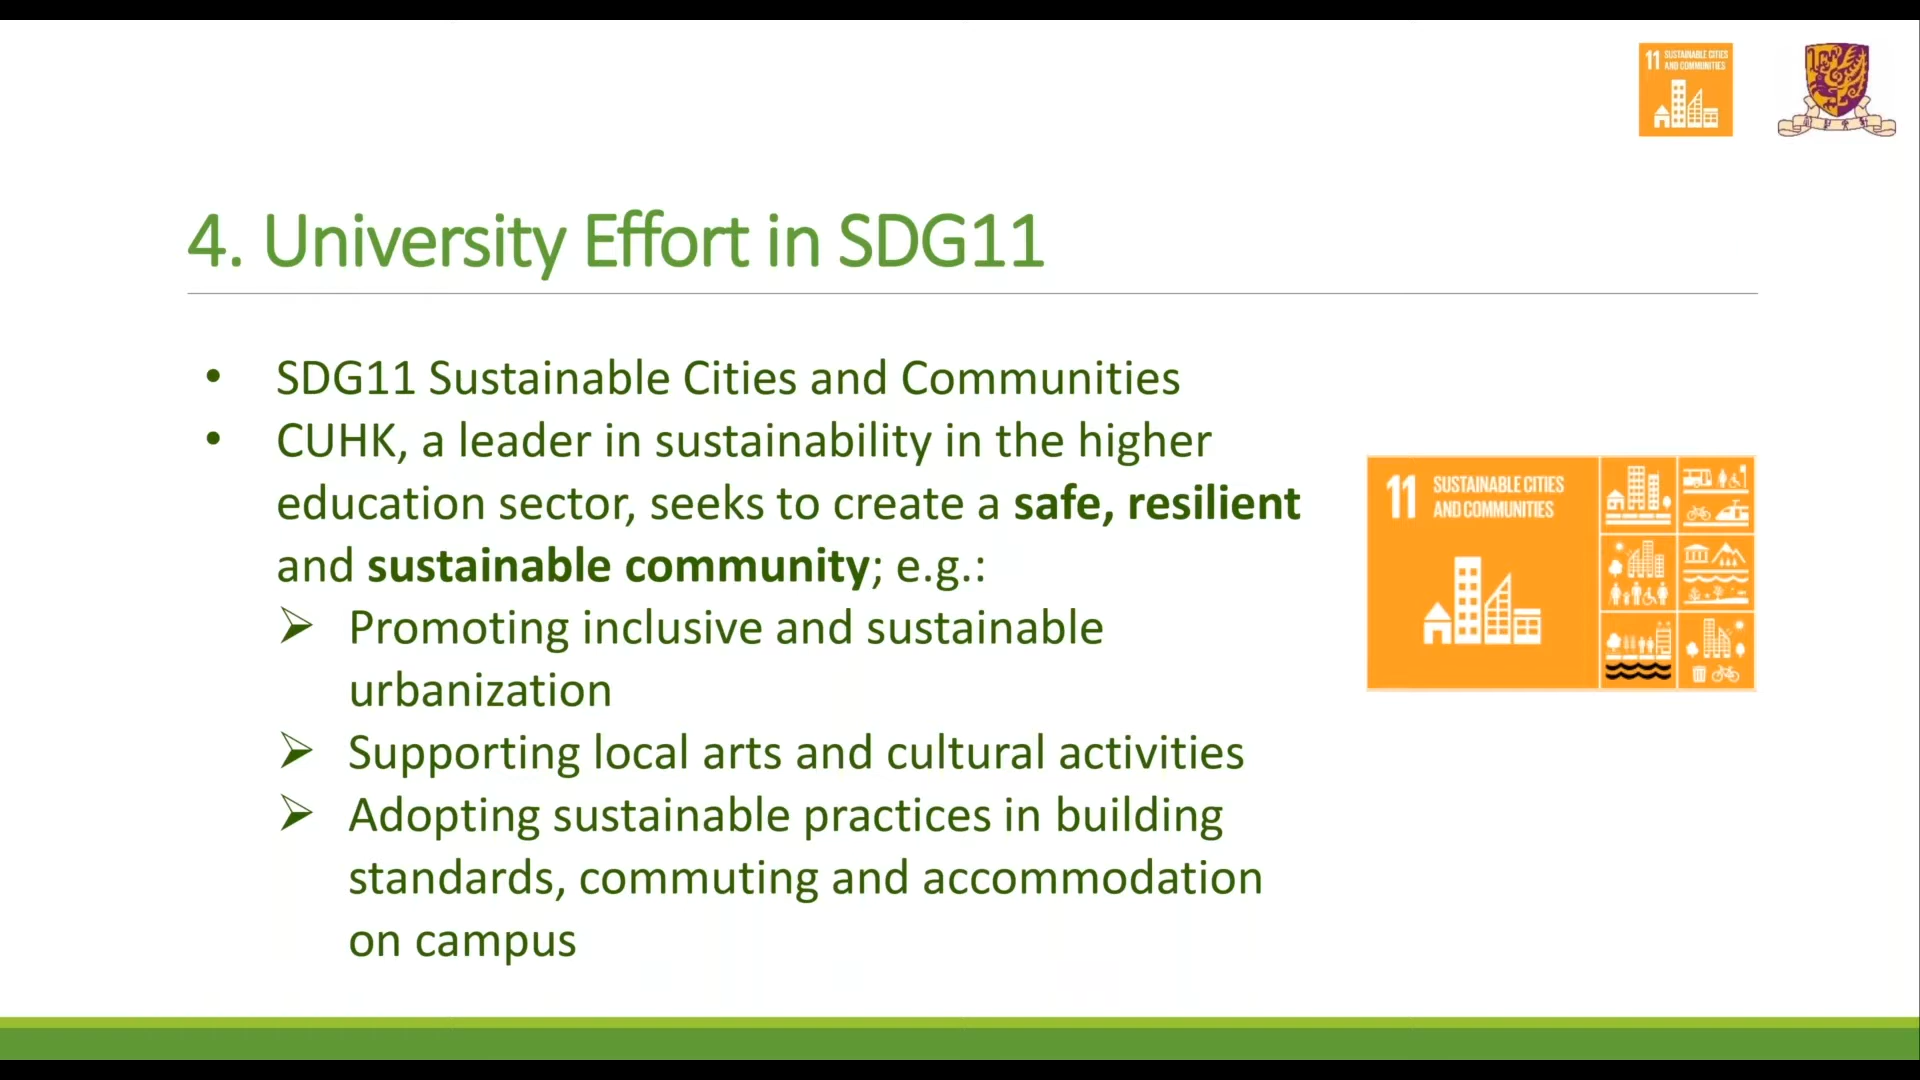 11 SUSTAINABLE CITIES
AND COMMUNITIES
4. University Effort in SDG11
• SDG11 Sustainable Cities and Communities
• CUHK, a leader in sustainability in the higher
education sector, seeks to create a safe, resilient
and sustainable community; e.g.:
➢ Promoting inclusive and sustainable
urbanization
➢ Supporting local arts and cultural activities
➢ Adopting sustainable practices in building
standards, commuting and accommodation
on campus
11 SUSTAINABLE CITIES
AND COMMUNITIES